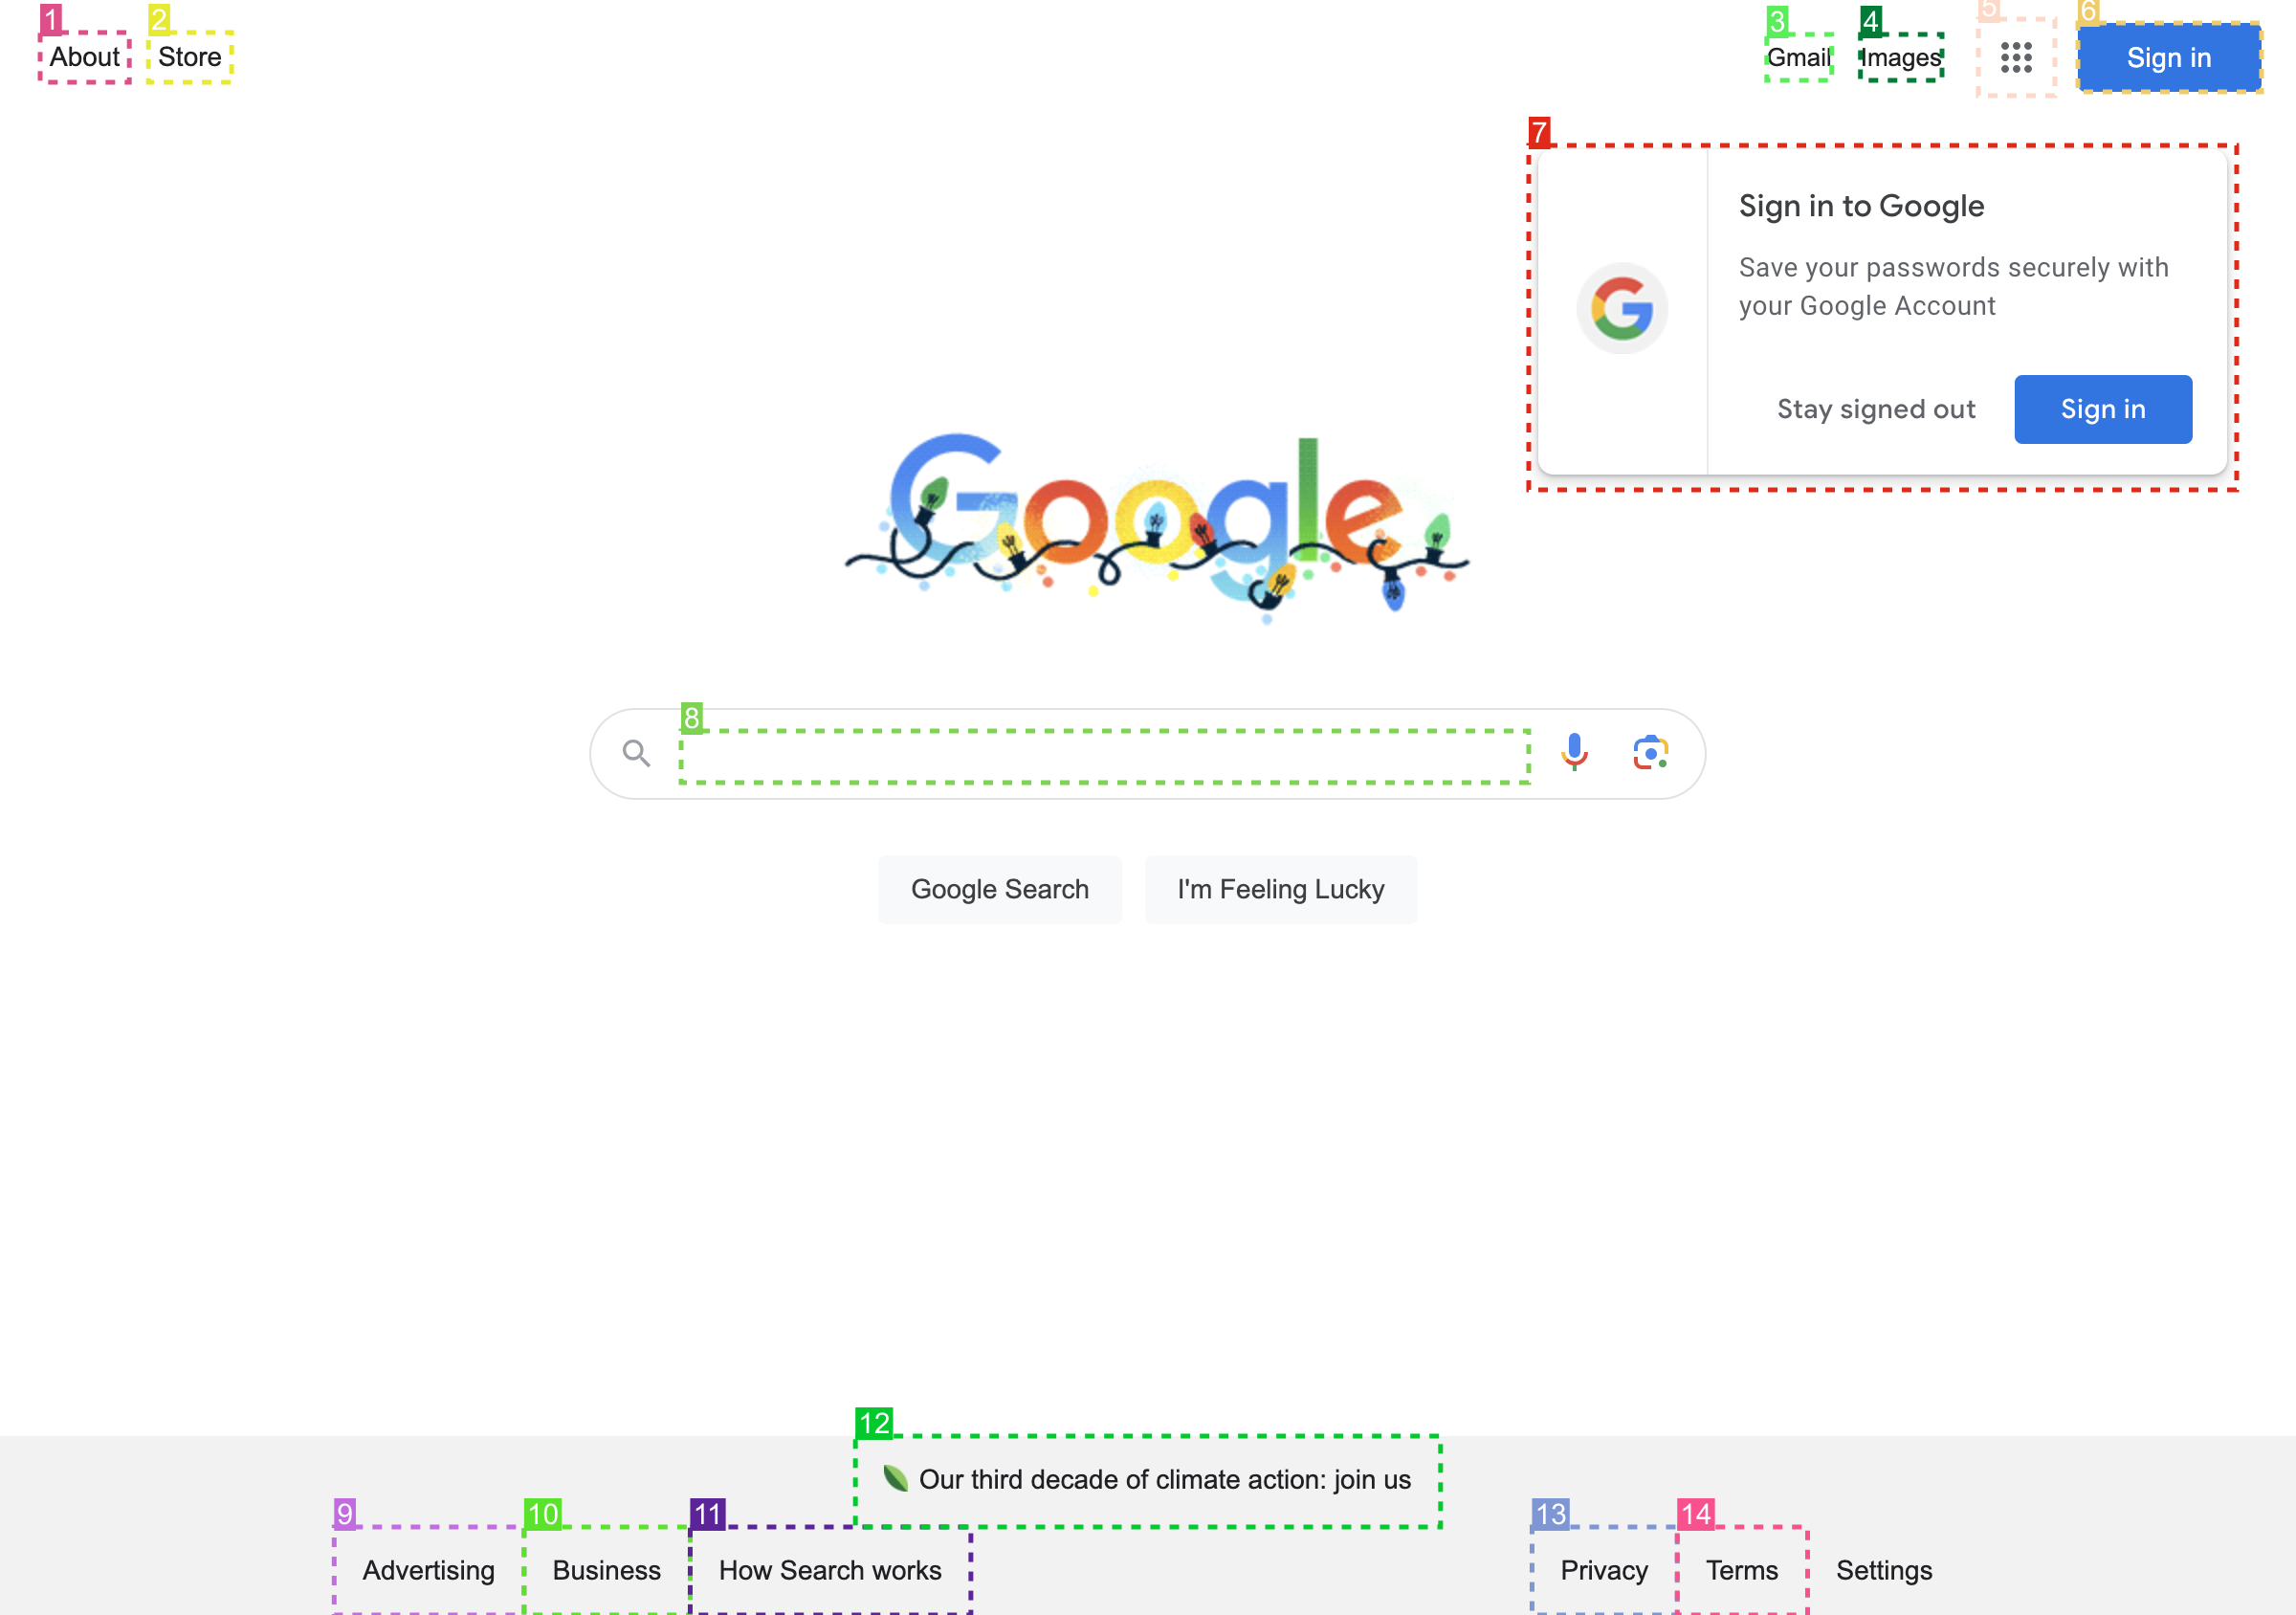 1
2
3
4
5
6
About
Store
Gmail
Images
Sign in
7
Sign in to Google
Save your passwords securely with
your Google Account
Stay signed out
Sign in
Google
8
Google Search
I'm Feeling Lucky
12
Our third decade of climate action: join us
9
10
11
13
14
Advertising
Business
How Search works
Privacy
Terms
Settings